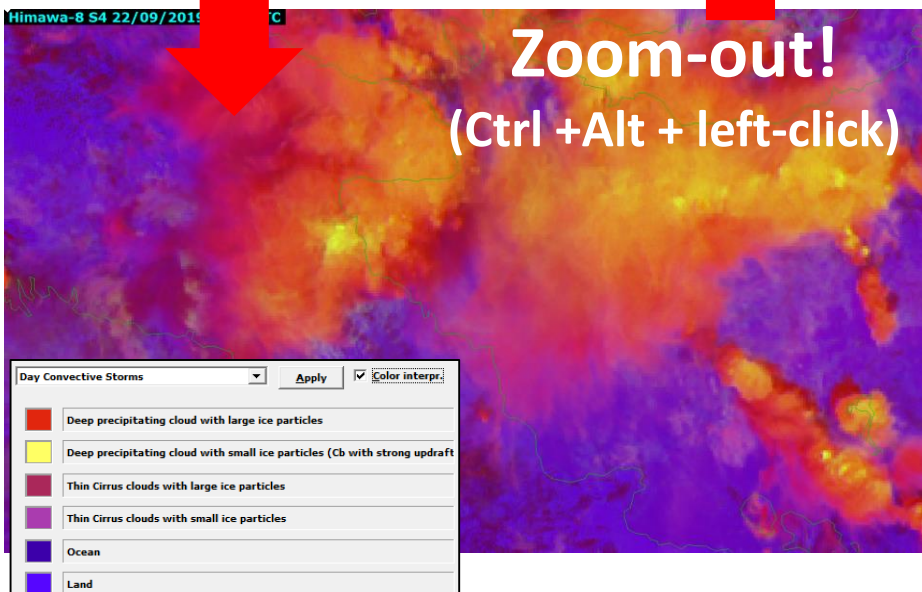 Himawa-8 S4 22/09/201
Zoom-out!
(Ctrl +Alt + left-click)
Day Convective Storms
Apply
Color interpr.
Deep precipitating cloud with large ice particles
Deep precipitating cloud with small ice particles (Cb with strong updraft
Thin Cirrus clouds with large ice particles
Thin Cirrus clouds with small ice particles
Ocean
Land